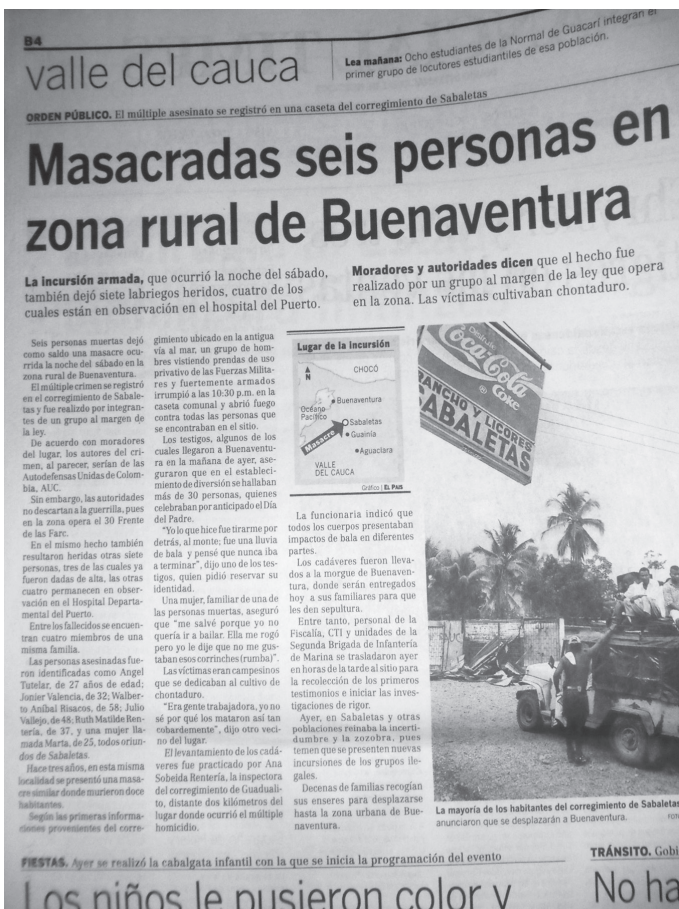 B4
valle del cauca
Lea mañana: Ocho estudiantes de la Normal de Guacarí integran el
primer grupo de locutores estudiantiles de esa población.
ORDEN PÚBLICO. El múltiple asesinato se registró en una caseta del corregimiento de Sabaletas
Masacradas seis personas en
zona rural de Buenaventura
La incursión armada, que ocurrió la noche del sábado,
también dejó siete labriegos heridos, cuatro de los
cuales están en observación en el hospital del Puerto.
Moradores y autoridades dicen que el hecho fue
realizado por un grupo al margen de la ley que opera
en la zona. Las víctimas cultivaban chontaduro.
Seis personas muertas dejó
como saldo una masacre ocu-
rrida la noche del sábado en la
zona rural de Buenaventura.
El múltiple crimen se registró
en el corregimiento de Sabale-
tas y fue realizo por integran-
tes de un grupo al margen de
la ley.
De acuerdo con moradores
del lugar, los autores del cri-
men, al parecer, serían de las
Autodefensas Unidas de Colom-
bia, AUC.
Sin embargo, las autoridades
no descartan a la guerrilla, pues
en la zona opera el 30 Frente
de las Farc.
En el mismo hecho también
resultaron heridas otras siete
personas, tres de las cuales ya
fueron dadas de alta, las otras
cuatro permanecen en obser-
vación en el Hospital Departa-
mental del Puerto.
Entre los fallecidos se encuen-
tran cuatro miembros de una
misma familia.
Las personas asesinadas fue-
ron identificadas como Angel
Tutelar, de 27 años de edad;
Jonier Valencia, de 32; Walber-
to Aníbal Risacos, de 58; Julio
Vallejo, de 48; Ruth Matilde Ren-
tería, de 37, y una mujer lla-
mada Marta, de 25, todos oriun-
dos de Sabaletas.
Hace tres años, en esta misma
localidad se presentó una masa-
cre similar donde murieron doce
habitantes.
Según las primeras informa-
ciones provenientes del corre-
gimiento ubicado en la antigua
vía al mar, un grupo de hom-
bres vistiendo prendas de uso
privativo de las Fuerzas Milita-
res y fuertemente armados
irrumpió a las 10:30 p.m. en la
caseta comunal y abrió fuego
contra todas las personas que
se encontraban en el sitio.
Los testigos, algunos de los
cuales llegaron a Buenaventu-
ra en la mañana de ayer, ase-
guraron que en el estableci-
miento de diversión se hallaban
más de 30 personas, quienes
celebraban por anticipado el Día
del Padre.
"Yo lo que hice fue tirarme por
detrás, al monte; fue una lluvia
de bala y pensé que nunca iba
a terminar", dijo uno de los tes-
tigos, quien pidió reservar su
identidad.
Una mujer, familiar de una de
las personas muertas, aseguró
que "me salvé porque yo no
quería ir a bailar. Ella me rogó
pero yo le dije que no me gus-
taban esos corrinches (rumba)".
Las víctimas eran campesinos
que se dedicaban al cultivo de
chontaduro.
"Era gente trabajadora, yo no
sé por qué los mataron así tan
cobardemente", dijo otro veci-
no del lugar.
El levantamiento de los cadá-
veres fue practicado por Ana
Sobeida Rentería, la inspectora
del corregimiento de Guaduali-
to, distante dos kilómetros del
lugar donde ocurrió el múltiple
homicidio.
Lugar de la incursión
N
CHOCÓ
Buenaventura
Océano
Pacífico
Sabaletas
Masacre
Guainía
Aguaclara
VALLE
DEL CAUCA
Gráfico | EL PAIS
La funcionaria indicó que
todos los cuerpos presentaban
impactos de bala en diferentes
partes.
Los cadáveres fueron lleva-
dos a la morgue de Buenaven-
tura, donde serán entregados
hoy a sus familiares para que
les den sepultura.
Entre tanto, personal de la
Fiscalía, CTI y unidades de la
Segunda Brigada de Infantería
de Marina se trasladaron ayer
en horas de la tarde al sitio para
la recolección de los primeros
testimonios e iniciar las inves-
tigaciones de rigor.
Ayer, en Sabaletas y otras
poblaciones reinaba la incerti-
dumbre y la zozobra, pues
temen que se presenten nuevas
incursiones de los grupos ile-
gales.
Decenas de familias recogían
sus enseres para desplazarse
hasta la zona urbana de Bue-
naventura.
Disfrute
Coca-Cola
Coke
RANCHO Y LICORES
SABALETAS
La mayoría de los habitantes del corregimiento de Sabaletas
anunciaron que se desplazarán a Buenaventura.
FIESTAS. Ayer se realizó la cabalgata infantil con la que se inicia la programación del evento
Los niños le pusieron color y
TRÁNSITO. Gobi
No ha